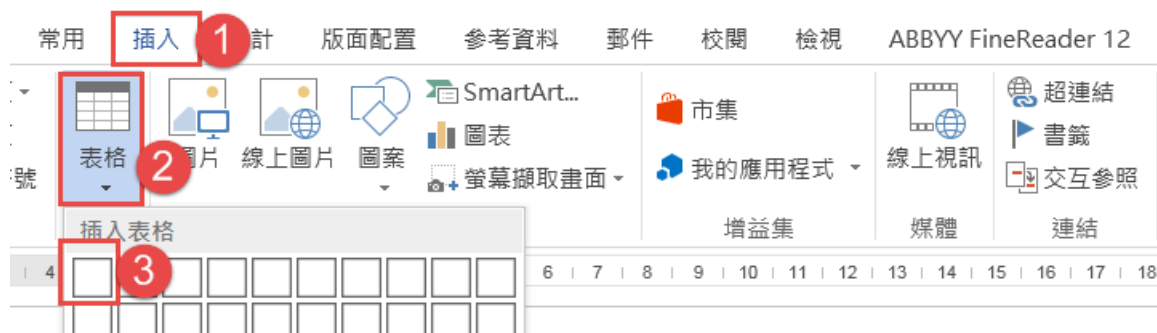 常用 插入 1 計 版面配置 參考資料 郵件 校閱 檢視 ABBYY FineReader 12
SmartArt... 超連結
市集
圖表 書籤
表格 2 片 線上圖片 圖案 線上視訊
我的應用程式
號 螢幕擷取畫面 交互參照
增益集 媒體 連結
插入表格
4 3 6 7 8 9 10 11 12 13 14 15 16 17 18